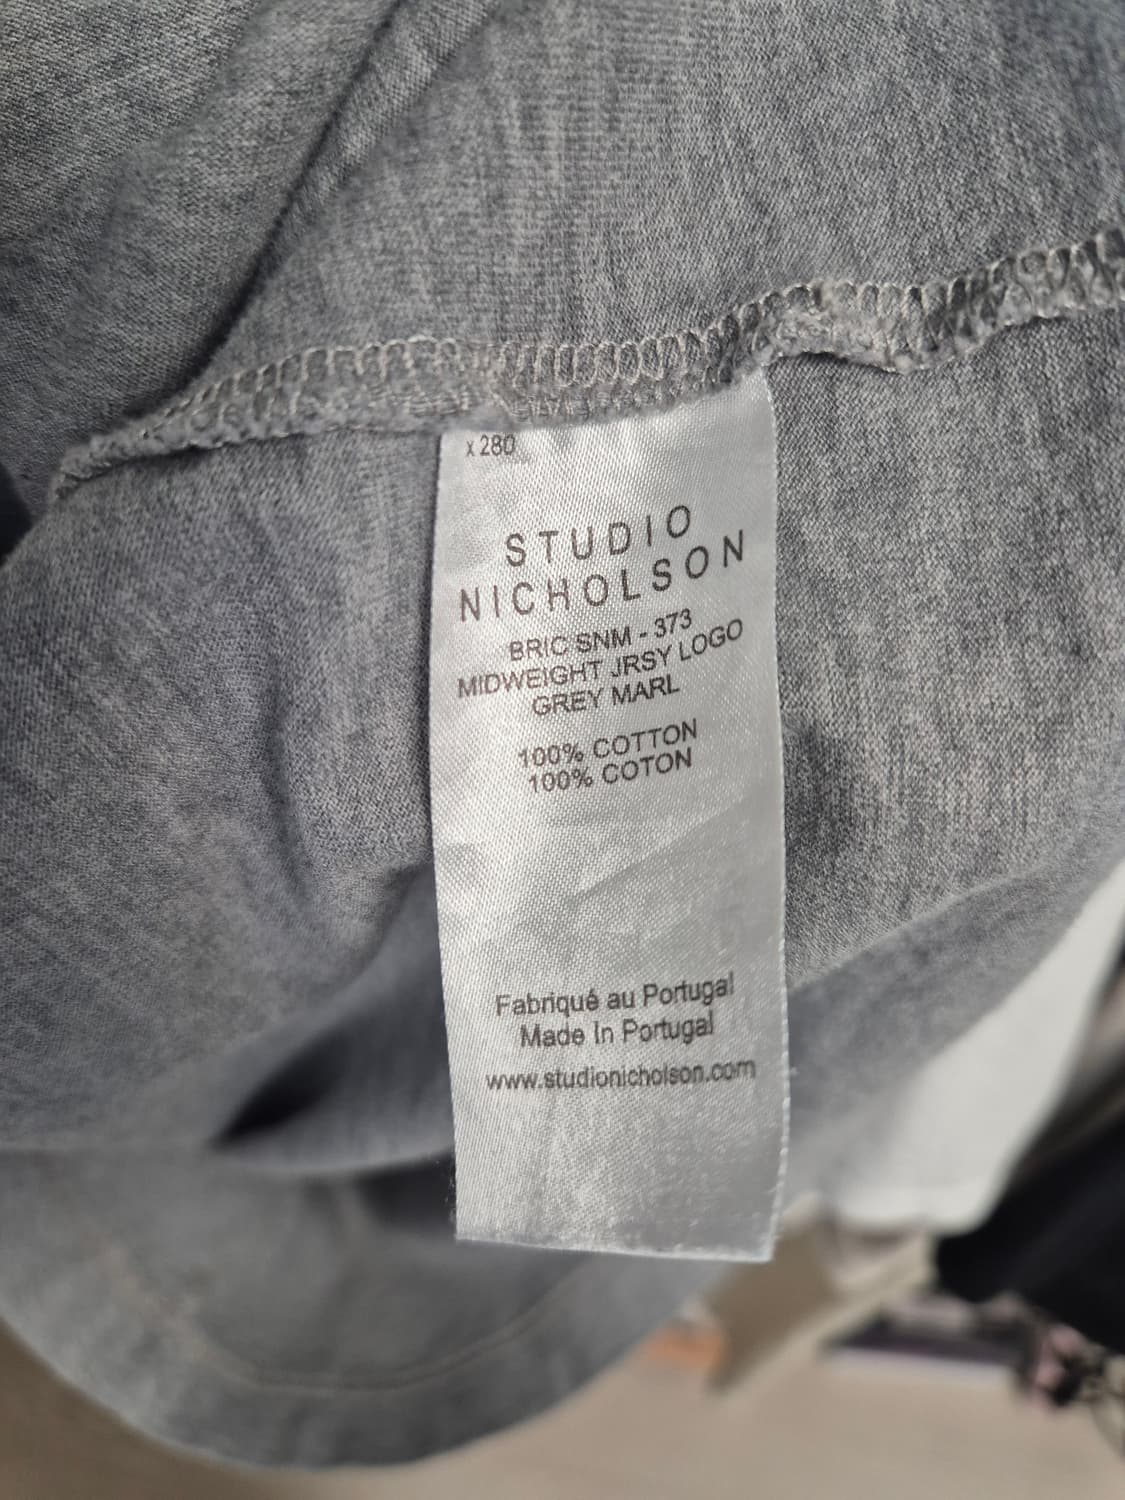 x 280
STUDIO
NICHOLSON
BRIC SNM - 373
MIDWEIGHT JRSY LOGO
GREY MARL
100% COTTON
100% COTON
Fabriqué au Portugal
Made In Portugal
www.studionicholson.com